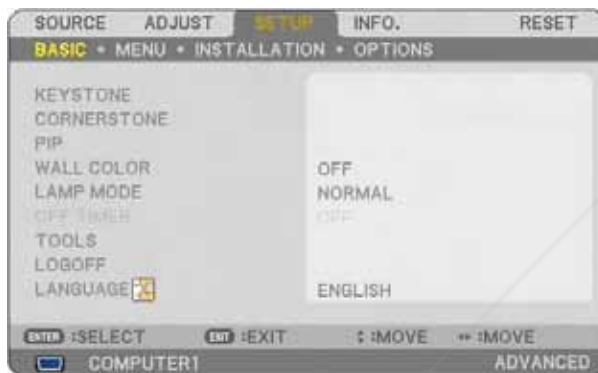 SOURCE ADJUST SETUP INFO. RESET
BASIC • MENU • INSTALLATION • OPTIONS
KEYSTONE
CORNERSTONE
PIP
WALL COLOR OFF
LAMP MODE NORMAL
OFF TIMER OFF
TOOLS
LOGOFF
LANGUAGE ENGLISH
ENTER :SELECT EXIT :EXIT ↕ :MOVE ↔ :MOVE
COMPUTER1 ADVANCED